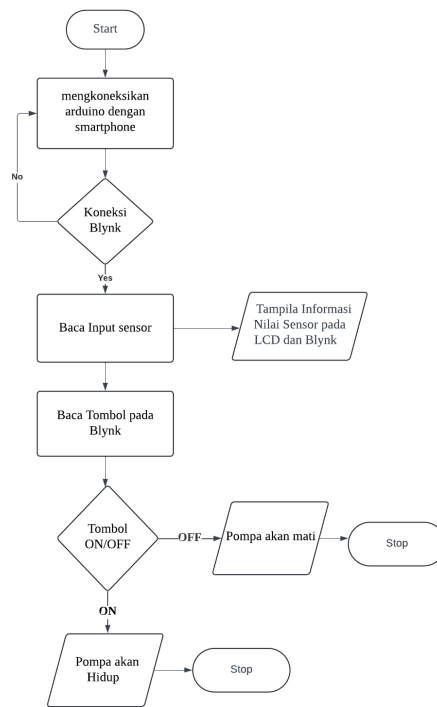 Start
mengkoneksikan
arduino dengan
smartphone
No
Koneksi
Blynk
Yes
Baca Input sensor
Tampila Informasi
Nilai Sensor pada
LCD dan Blynk
Baca Tombol pada
Blynk
Tombol
ON/OFF
OFF
Pompa akan mati
Stop
ON
Pompa akan
Hidup
Stop